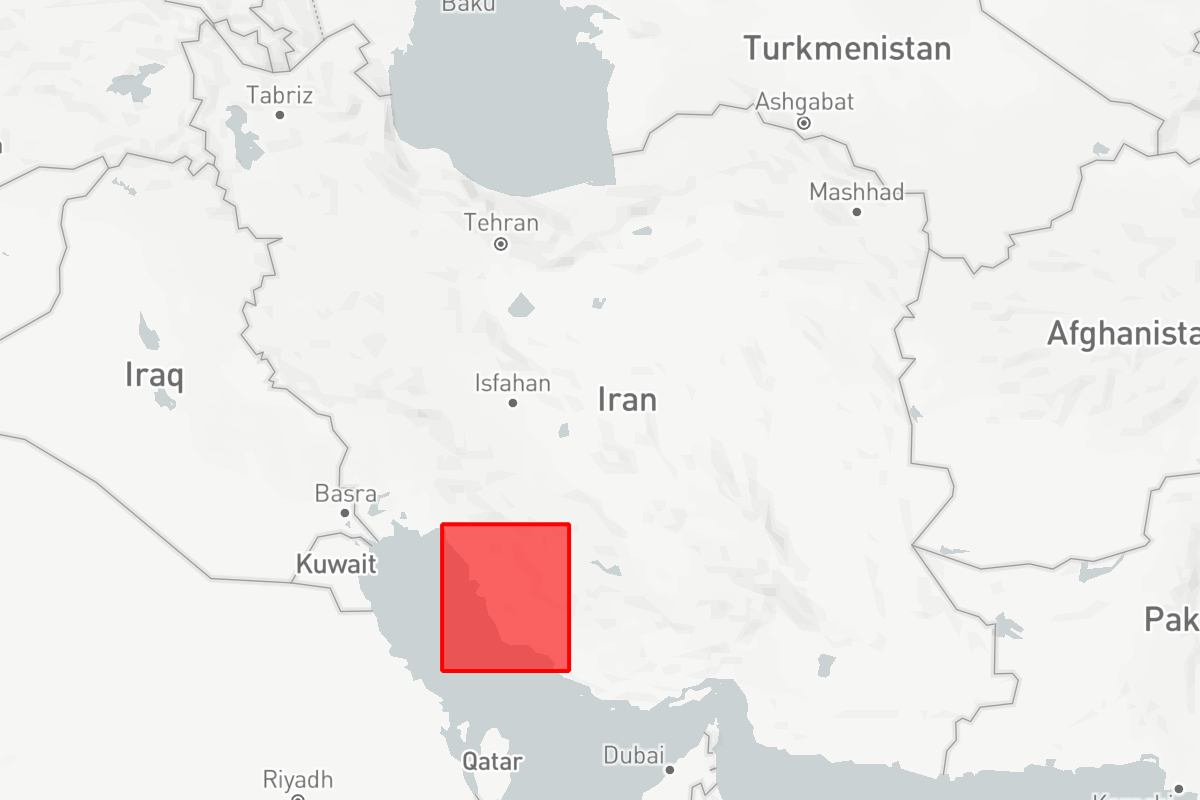 Baku
Turkmenistan
Tabriz
Ashgabat
Mashhad
Tehran
Afghanista
Iraq
Isfahan
Iran
Basra
Kuwait
Pak
Qatar
Dubai
Riyadh